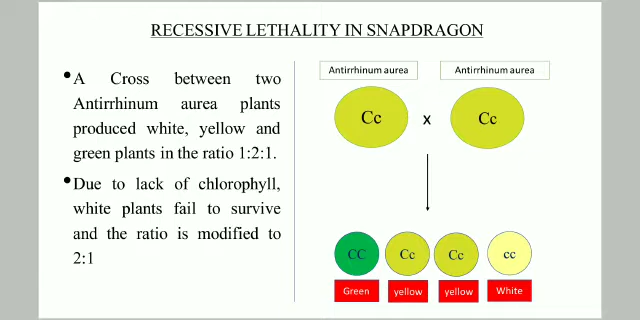 RECESSIVE LETHALITY IN SNAPDRAGON
•A Cross between two
Antirrhinum aurea plants
produced white, yellow and
green plants in the ratio 1:2:1.
•Due to lack of chlorophyll,
white plants fail to survive
and the ratio is modified to
2:1
Antirrhinum aurea Antirrhinum aurea
Cc x Cc
CC Cc Cc cc
Green yellow yellow White